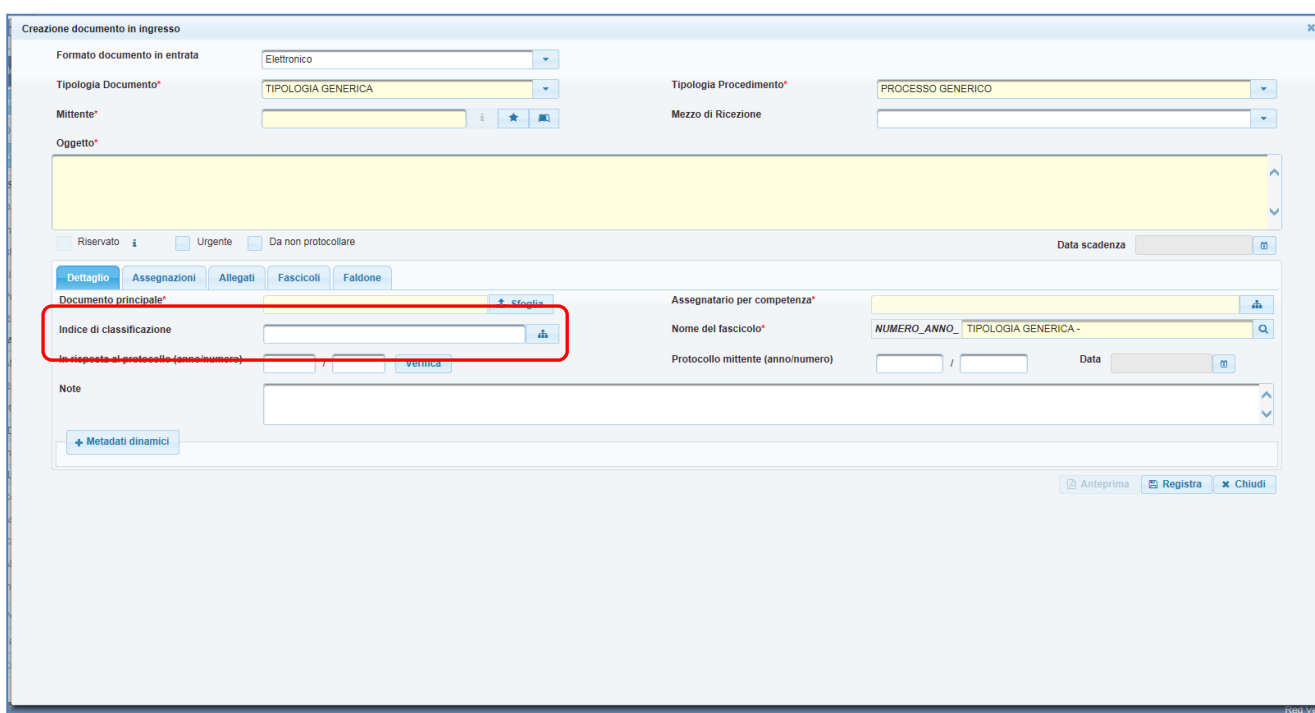 Creazione documento in ingresso
Formato documento in entrata Elettronico
Tipologia Documento* TIPOLOGIA GENERICA Tipologia Procedimento* PROCESSO GENERICO
Mittente* Mezzo di Ricezione
Oggetto*
Riservato Urgente Da non protocollare Data scadenza
Dettaglio Assegnazioni Allegati Fascicoli Faldone
Documento principale* Sfoglia Assegnatario per competenza*
Indice di classificazione Nome del fascicolo* NUMERO_ANNO_ TIPOLOGIA GENERICA -
In risposta al protocollo (anno/numero) / Verifica Protocollo mittente (anno/numero) / Data
Note
+ Metadati dinamici
Anteprima Registra x Chiudi